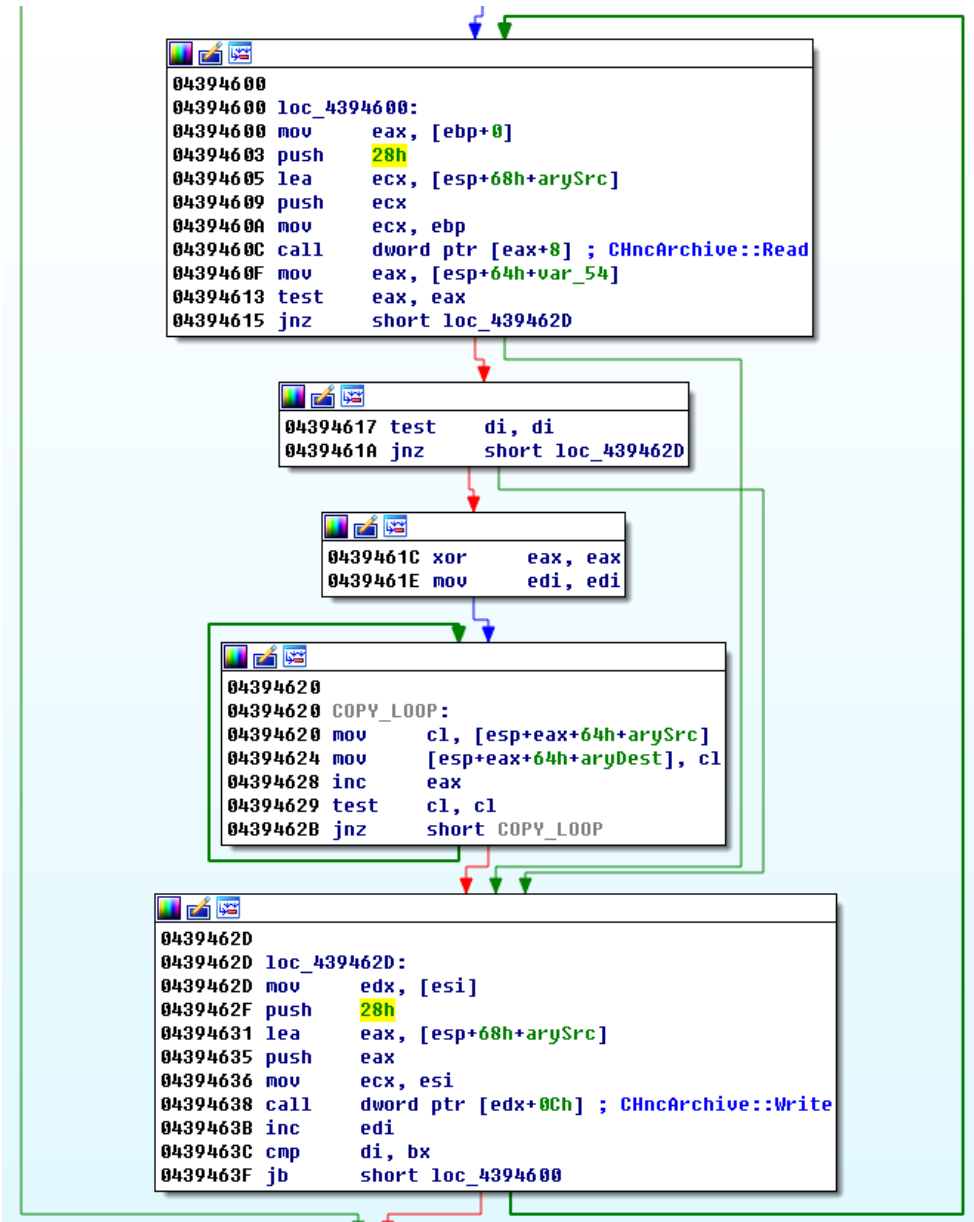 04394600
04394600 loc_4394600:
04394600 mov eax, [ebp+0]
04394603 push 28h
04394605 lea ecx, [esp+68h+arySrc]
04394609 push ecx
0439460A mov ecx, ebp
0439460C call dword ptr [eax+8] ; CHncArchive::Read
0439460F mov eax, [esp+64h+var_54]
04394613 test eax, eax
04394615 jnz short loc_439462D
04394617 test di, di
0439461A jnz short loc_439462D
0439461C xor eax, eax
0439461E mov edi, edi
04394620
04394620 COPY_LOOP:
04394620 mov cl, [esp+eax+64h+arySrc]
04394624 mov [esp+eax+64h+aryDest], cl
04394628 inc eax
04394629 test cl, cl
0439462B jnz short COPY_LOOP
0439462D
0439462D loc_439462D:
0439462D mov edx, [esi]
0439462F push 28h
04394631 lea eax, [esp+68h+arySrc]
04394635 push eax
04394636 mov ecx, esi
04394638 call dword ptr [edx+0Ch] ; CHncArchive::Write
0439463B inc edi
0439463C cmp di, bx
0439463F jb short loc_4394600